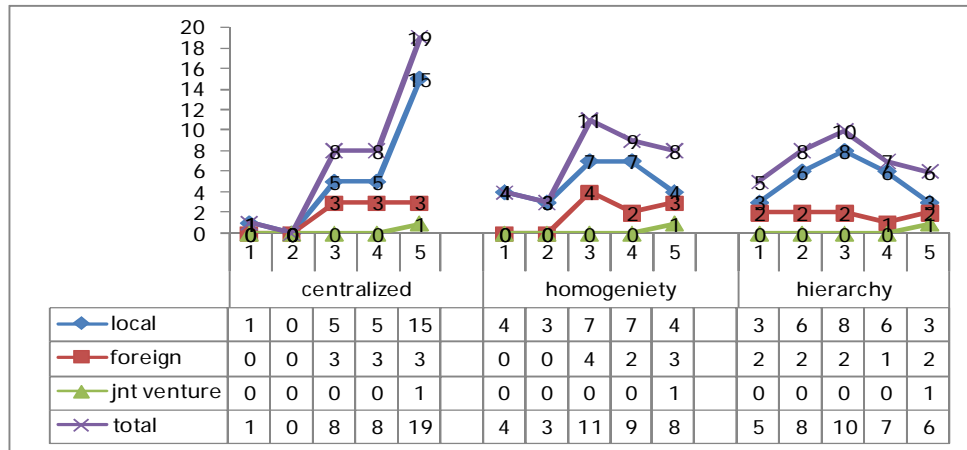 20
18
16
14
12
10
8
6
4
2
0
19
15
8 8
5 5
3 3 3
1 0 0 0 1
11
9
8
7 7
4 3 4 4 3
2
0 0 0 0 1
10
8 8 7
5 6 6 6
3 3
2 2 2 1 2
0 0 0 0 1
1 2 3 4 5 1 2 3 4 5 1 2 3 4 5
centralized homogeniety hierarchy
local 1 0 5 5 15 4 3 7 7 4 3 6 8 6 3
foreign 0 0 3 3 3 0 0 4 2 3 2 2 2 1 2
jnt venture 0 0 0 0 1 0 0 0 0 1 0 0 0 0 1
total 1 0 8 8 19 4 3 11 9 8 5 8 10 7 6